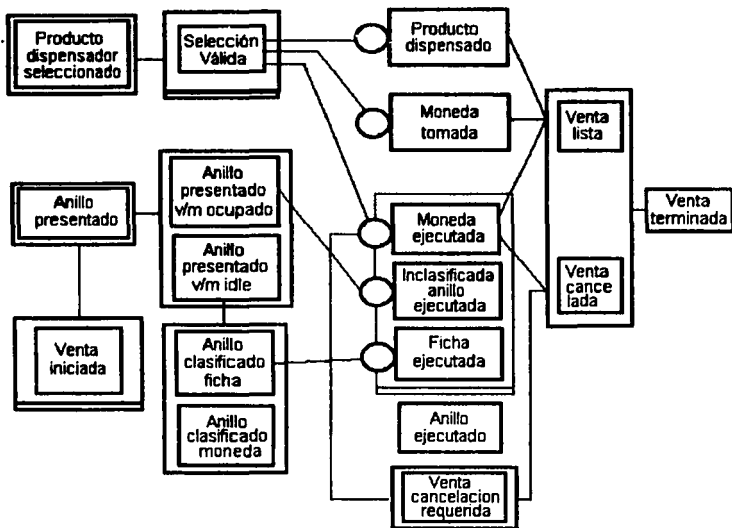 Producto
dispensador
seleccionado
Selección
Válida
Producto
dispensado
Moneda
tomada
Venta
lista
Anillo
presentado
Anillo
presentado
v/m ocupado
Anillo
presentado
v/m idle
Moneda
ejecutada
Inclasificada
anillo
ejecutada
Ficha
ejecutada
Venta
terminada
Venta
cance
lada
Venta
iniciada
Anillo
clasificado
ficha
Anillo
clasificado
moneda
Anillo
ejecutado
Venta
cancelacion
requerida